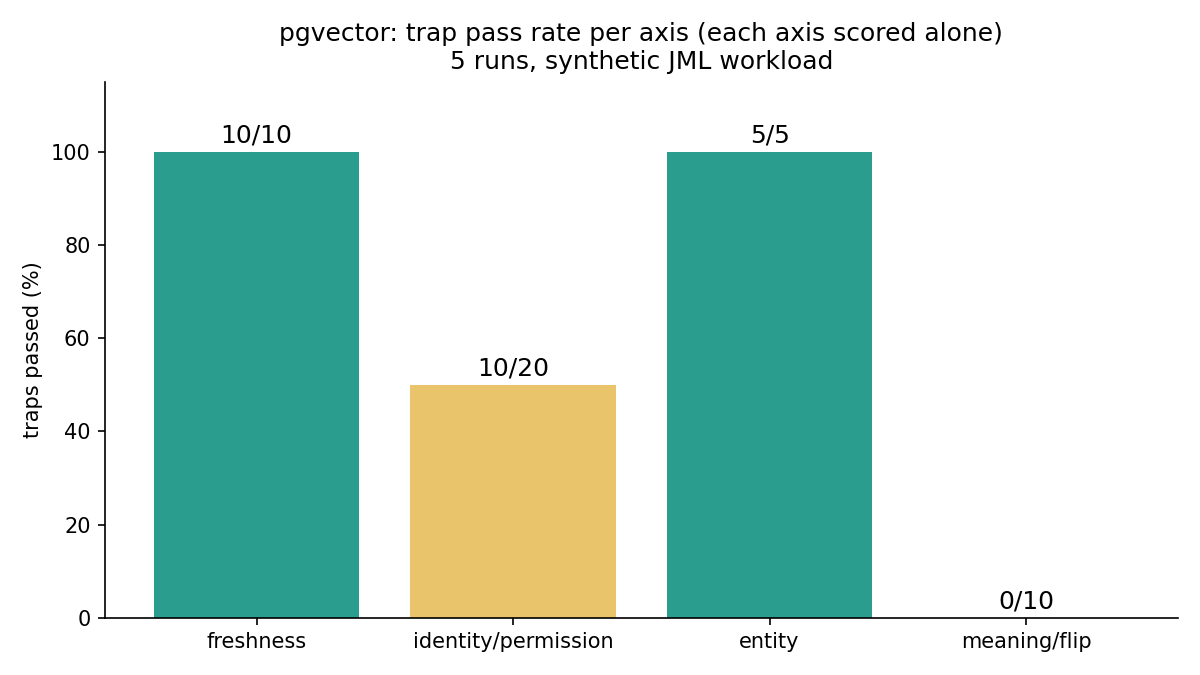 pgvector: trap pass rate per axis (each axis scored alone)
5 runs, synthetic JML workload
traps passed (%)
100
80
60
40
20
0
10/10
10/20
5/5
0/10
freshness
identity/permission
entity
meaning/flip